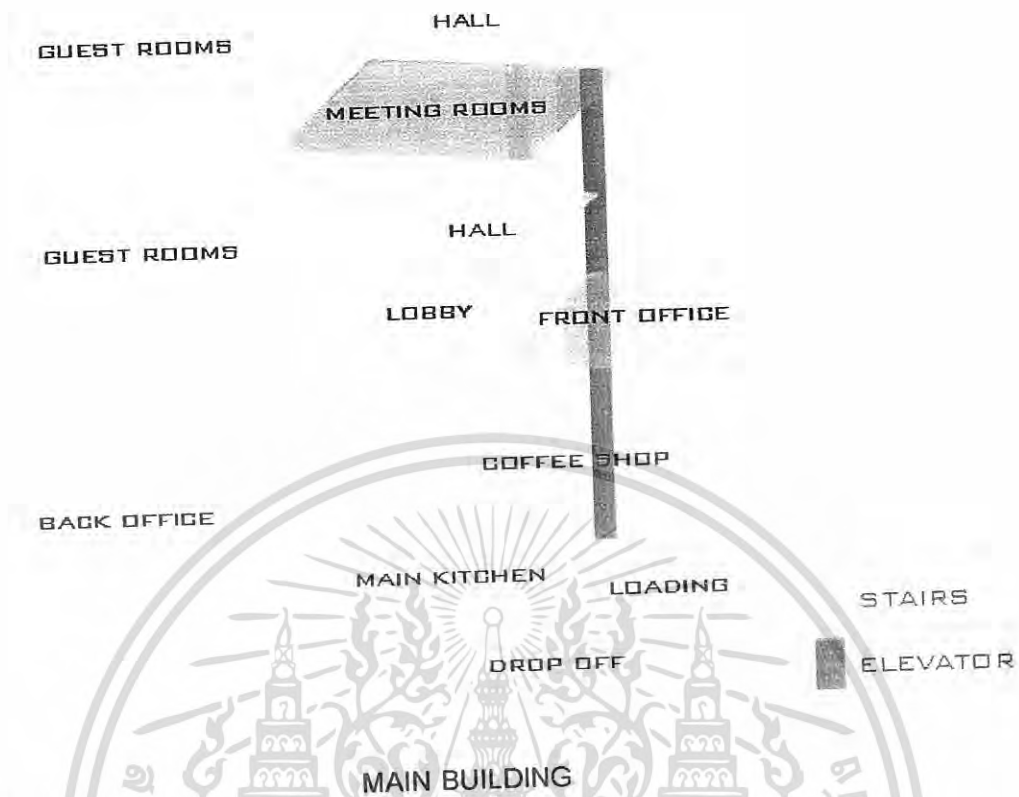 HALL
GUEST ROOMS
MEETING ROOMS
HALL
GUEST ROOMS
LOBBY
FRONT OFFICE
COFFEE SHOP
BACK OFFICE
MAIN KITCHEN
LOADING
STAIRS
DROP OFF
ELEVATOR
MAIN BUILDING